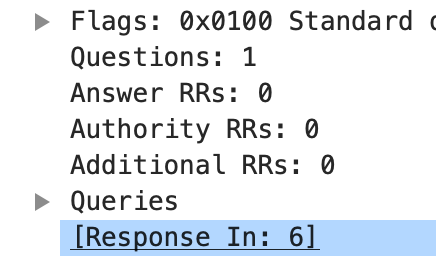 Flags: 0x0100 Standard
Questions: 1
Answer RRs: 0
Authority RRs: 0
Additional RRs: 0
Queries
[Response In: 6]